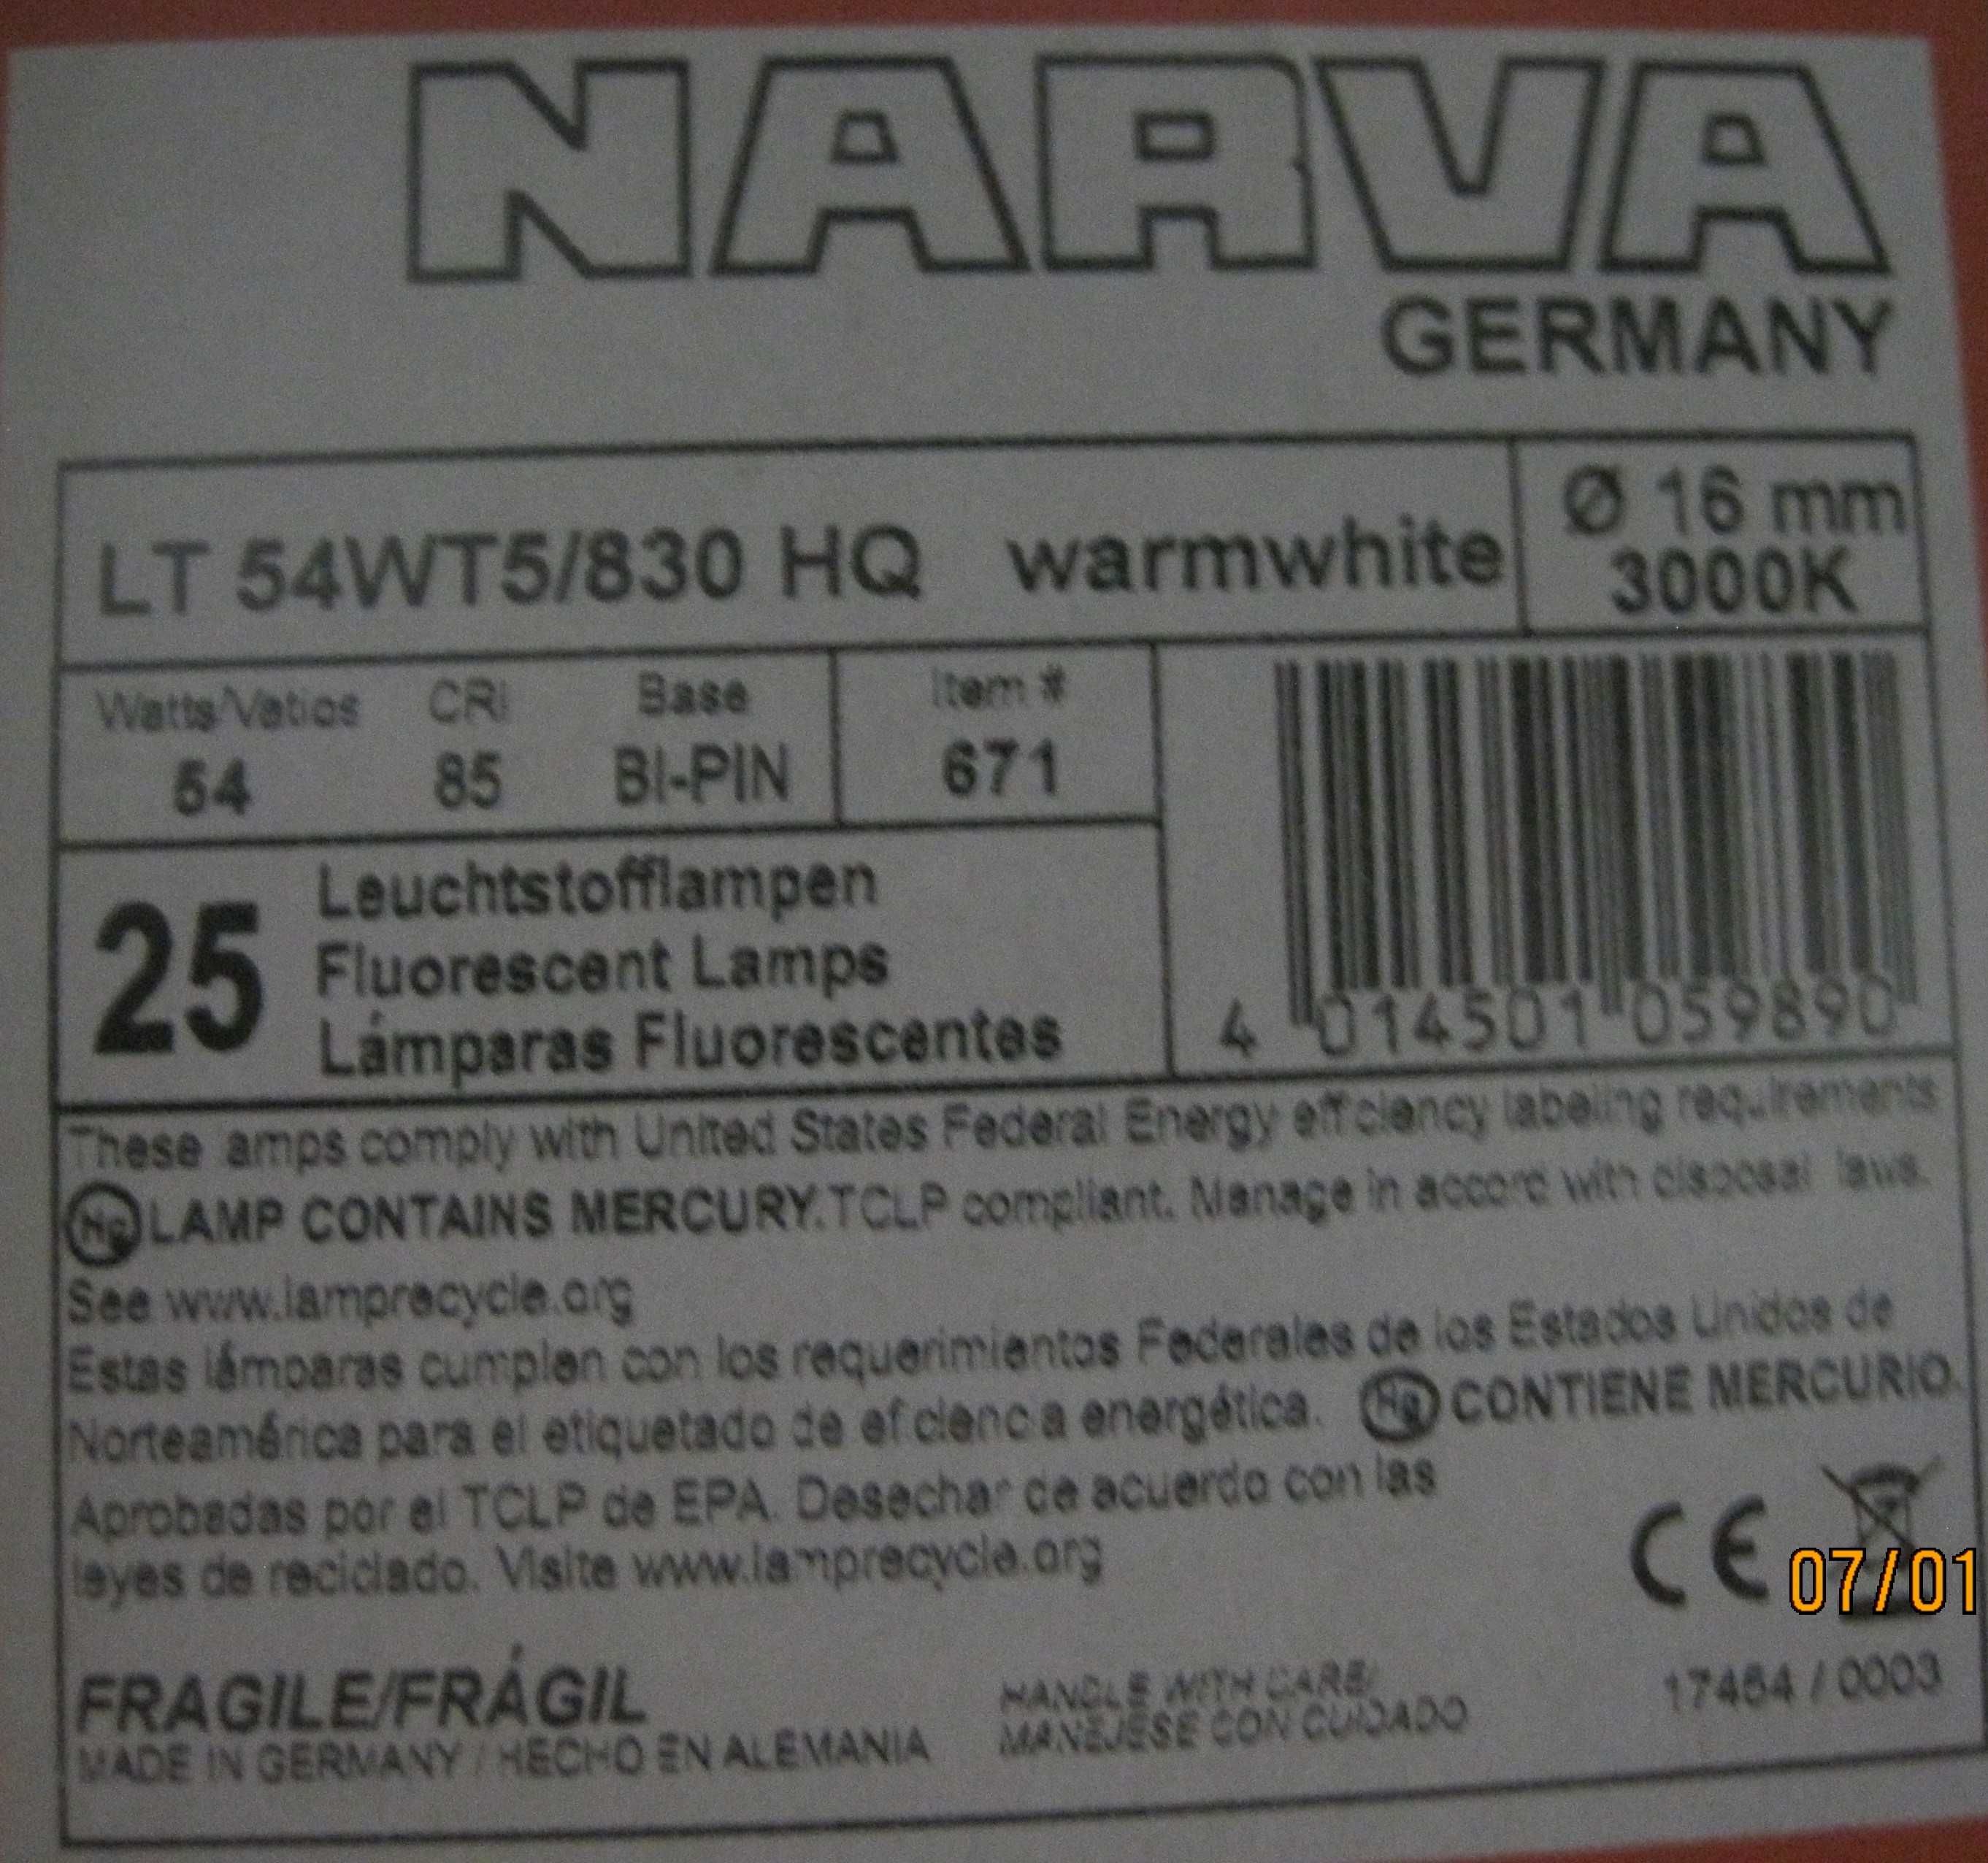 NARVA
GERMANY
LT 54WT5/830 HQ warmwhite
Ø 16 mm
3000K
Watts/Vatios CRI Base Item #
54 85 BI-PIN 671
25
Leuchtstofflampen
Fluorescent Lamps
Lámparas Fluorescentes
4 014501 059890
These amps comply with United States Federal Energy efficiency labeling requirements
Hg LAMP CONTAINS MERCURY. TCLP compliant. Manage in accord with disposal laws.
See www.lamprecycle.org
Estas lámparas cumplen con los requerimientos Federales de los Estados Unidos de
Norteamérica para el etiquetado de eficiencia energética. Hg CONTIENE MERCURIO.
Aprobadas por el TCLP de EPA. Desechar de acuerdo con las
leyes de reciclado. Visite www.lamprecycle.org
CE
07/01
FRAGILE/FRÁGIL
HANDLE WITH CARE/
MANEJESE CON CUIDADO
17464 / 0003
MADE IN GERMANY / HECHO EN ALEMANIA